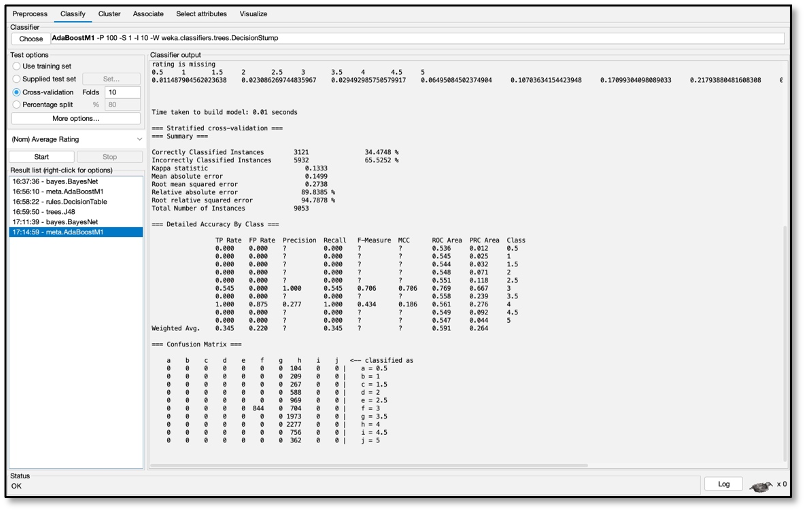 Preprocess Classify Cluster Associate Select attributes Visualize
Classifier
Choose AdaBoostM1 -P 100 -S 1 -I 10 -W weka.classifiers.trees.DecisionStump
Test options
Use training set
Supplied test set Set...
Cross-validation Folds 10
Percentage split % 80
More options...
(Nom) Average Rating
Start Stop
Result list (right-click for options)
16:37:36 - bayes.BayesNet
16:56:10 - meta.AdaBoostM1
16:58:22 - rules.DecisionTable
16:59:50 - trees.J48
17:11:39 - bayes.BayesNet
17:14:59 - meta.AdaBoostM1
Classifier output
rating is missing
0.5 1 1.5 2 2.5 3 3.5 4 4.5 5
0.011487904562023638 0.023086269744835967 0.029492985750579917 0.06495084502374904 0.10703634154423948 0.17099304098089033 0.21793880481608308 0
Time taken to build model: 0.01 seconds
=== Stratified cross-validation ===
=== Summary ===
Correctly Classified Instances 3121 34.4748 %
Incorrectly Classified Instances 5932 65.5252 %
Kappa statistic 0.1333
Mean absolute error 0.1499
Root mean squared error 0.2738
Relative absolute error 89.8385 %
Root relative squared error 94.7878 %
Total Number of Instances 9053
=== Detailed Accuracy By Class ===
TP Rate FP Rate Precision Recall F-Measure MCC ROC Area PRC Area Class
0.000 0.000 ? 0.000 ? ? 0.536 0.012 0.5
0.000 0.000 ? 0.000 ? ? 0.545 0.025 1
0.000 0.000 ? 0.000 ? ? 0.544 0.032 1.5
0.000 0.000 ? 0.000 ? ? 0.548 0.071 2
0.000 0.000 ? 0.000 ? ? 0.551 0.118 2.5
0.545 0.000 1.000 0.545 0.706 0.706 0.769 0.667 3
0.000 0.000 ? 0.000 ? ? 0.558 0.239 3.5
1.000 0.875 0.277 1.000 0.434 0.186 0.561 0.276 4
0.000 0.000 ? 0.000 ? ? 0.549 0.092 4.5
0.000 0.000 ? 0.000 ? ? 0.547 0.044 5
Weighted Avg. 0.345 0.220 ? 0.345 ? ? 0.591 0.264
=== Confusion Matrix ===
a b c d e f g h i j <-- classified as
0 0 0 0 0 0 0 104 0 0 | a = 0.5
0 0 0 0 0 0 0 209 0 0 | b = 1
0 0 0 0 0 0 0 267 0 0 | c = 1.5
0 0 0 0 0 0 0 588 0 0 | d = 2
0 0 0 0 0 0 0 969 0 0 | e = 2.5
0 0 0 0 0 844 0 704 0 0 | f = 3
0 0 0 0 0 0 0 1973 0 0 | g = 3.5
0 0 0 0 0 0 0 2277 0 0 | h = 4
0 0 0 0 0 0 0 756 0 0 | i = 4.5
0 0 0 0 0 0 0 362 0 0 | j = 5
Status
OK
Log x 0